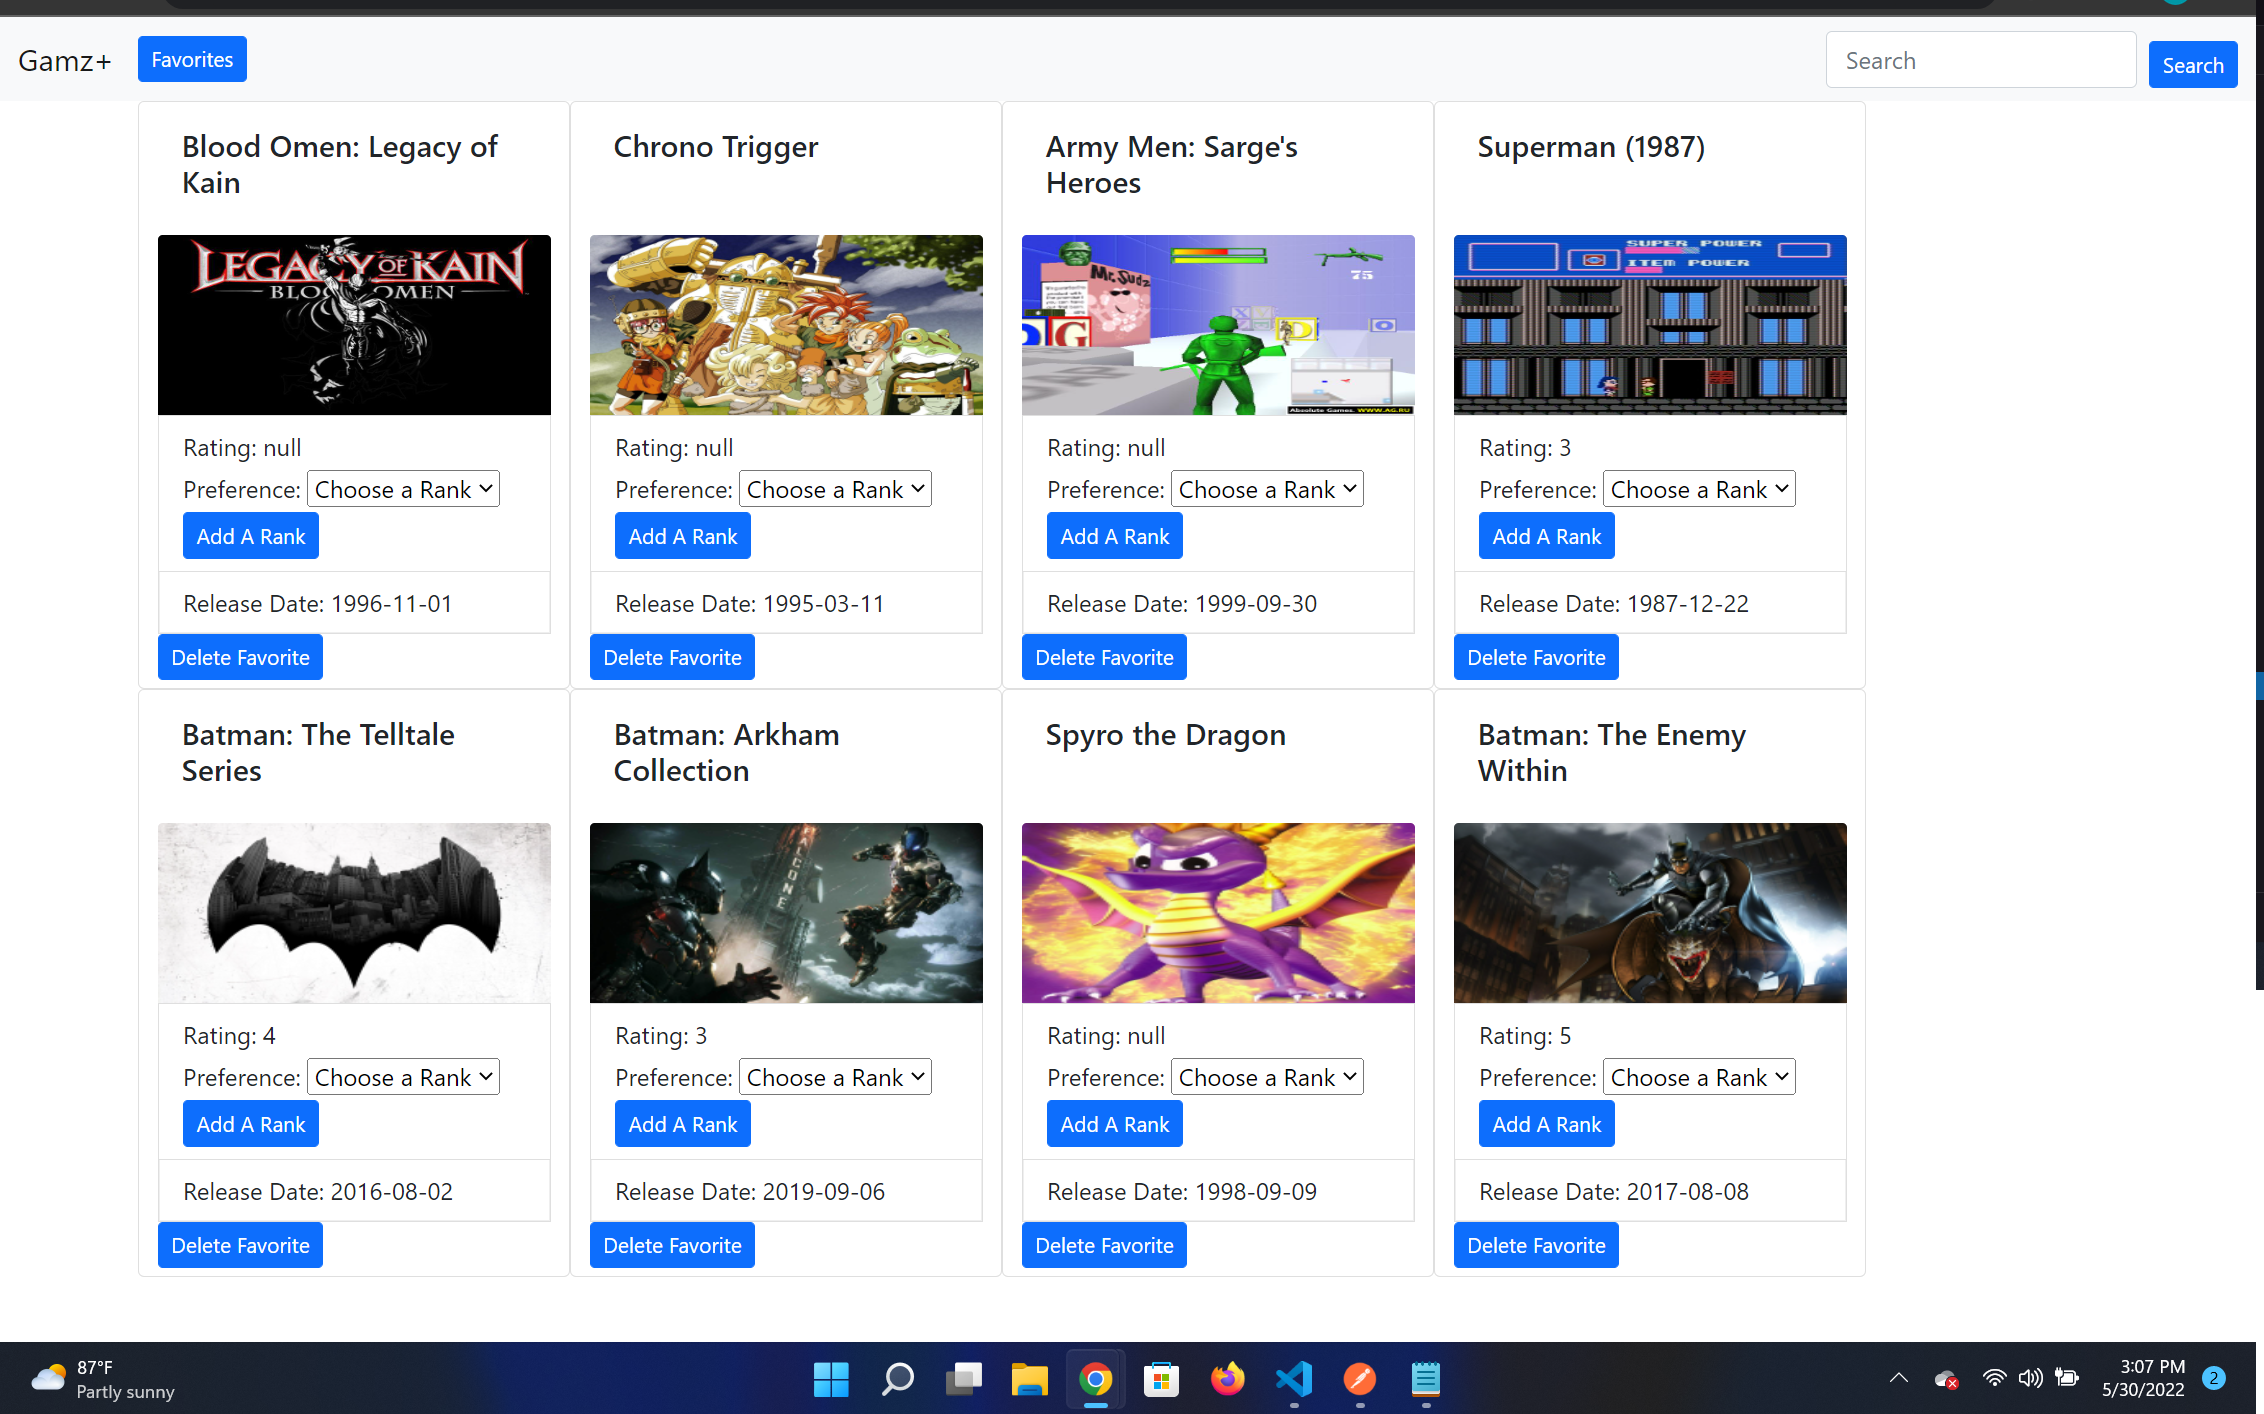 Gamz+
Favorites
Search
Search
Blood Omen: Legacy of
Kain
LEGACY OF KAIN
BLOOD OMEN
Rating: null
Preference: Choose a Rank
Add A Rank
Release Date: 1996-11-01
Delete Favorite
Chrono Trigger
Rating: null
Preference: Choose a Rank
Add A Rank
Release Date: 1995-03-11
Delete Favorite
Army Men: Sarge's
Heroes
Mr. Sudz
75
Absolute Games. WWW.AG.RU
Rating: null
Preference: Choose a Rank
Add A Rank
Release Date: 1999-09-30
Delete Favorite
Superman (1987)
SUPER POWER
ITEM POWER
Rating: 3
Preference: Choose a Rank
Add A Rank
Release Date: 1987-12-22
Delete Favorite
Batman: The Telltale
Series
Rating: 4
Preference: Choose a Rank
Add A Rank
Release Date: 2016-08-02
Delete Favorite
Batman: Arkham
Collection
FALCONE
Rating: 3
Preference: Choose a Rank
Add A Rank
Release Date: 2019-09-06
Delete Favorite
Spyro the Dragon
Rating: null
Preference: Choose a Rank
Add A Rank
Release Date: 1998-09-09
Delete Favorite
Batman: The Enemy
Within
Rating: 5
Preference: Choose a Rank
Add A Rank
Release Date: 2017-08-08
Delete Favorite
87°F
Partly sunny
3:07 PM
5/30/2022
2